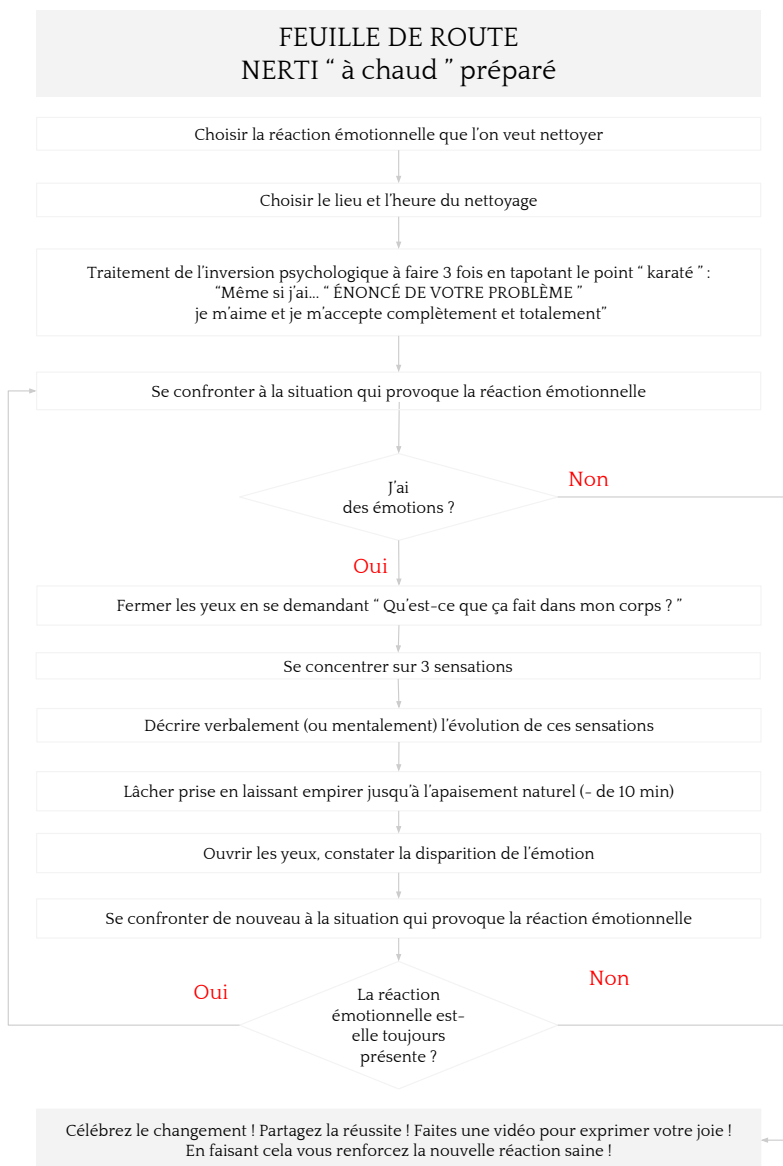 FEUILLE DE ROUTE
NERTI “ à chaud ” préparé
Choisir la réaction émotionnelle que l’on veut nettoyer
Choisir le lieu et l’heure du nettoyage
Traitement de l’inversion psychologique à faire 3 fois en tapotant le point “ karaté ” :
“Même si j’ai... “ ÉNONCÉ DE VOTRE PROBLÈME ”
je m’aime et je m’accepte complètement et totalement”
Se confronter à la situation qui provoque la réaction émotionnelle
J’ai
des émotions ?
Non
Oui
Fermer les yeux en se demandant “ Qu’est-ce que ça fait dans mon corps ? ”
Se concentrer sur 3 sensations
Décrire verbalement (ou mentalement) l’évolution de ces sensations
Lâcher prise en laissant empirer jusqu’à l’apaisement naturel (- de 10 min)
Ouvrir les yeux, constater la disparition de l’émotion
Se confronter de nouveau à la situation qui provoque la réaction émotionnelle
Oui
Non
La réaction
émotionnelle est-
elle toujours
présente ?
Célébrez le changement ! Partagez la réussite ! Faites une vidéo pour exprimer votre joie !
En faisant cela vous renforcez la nouvelle réaction saine !